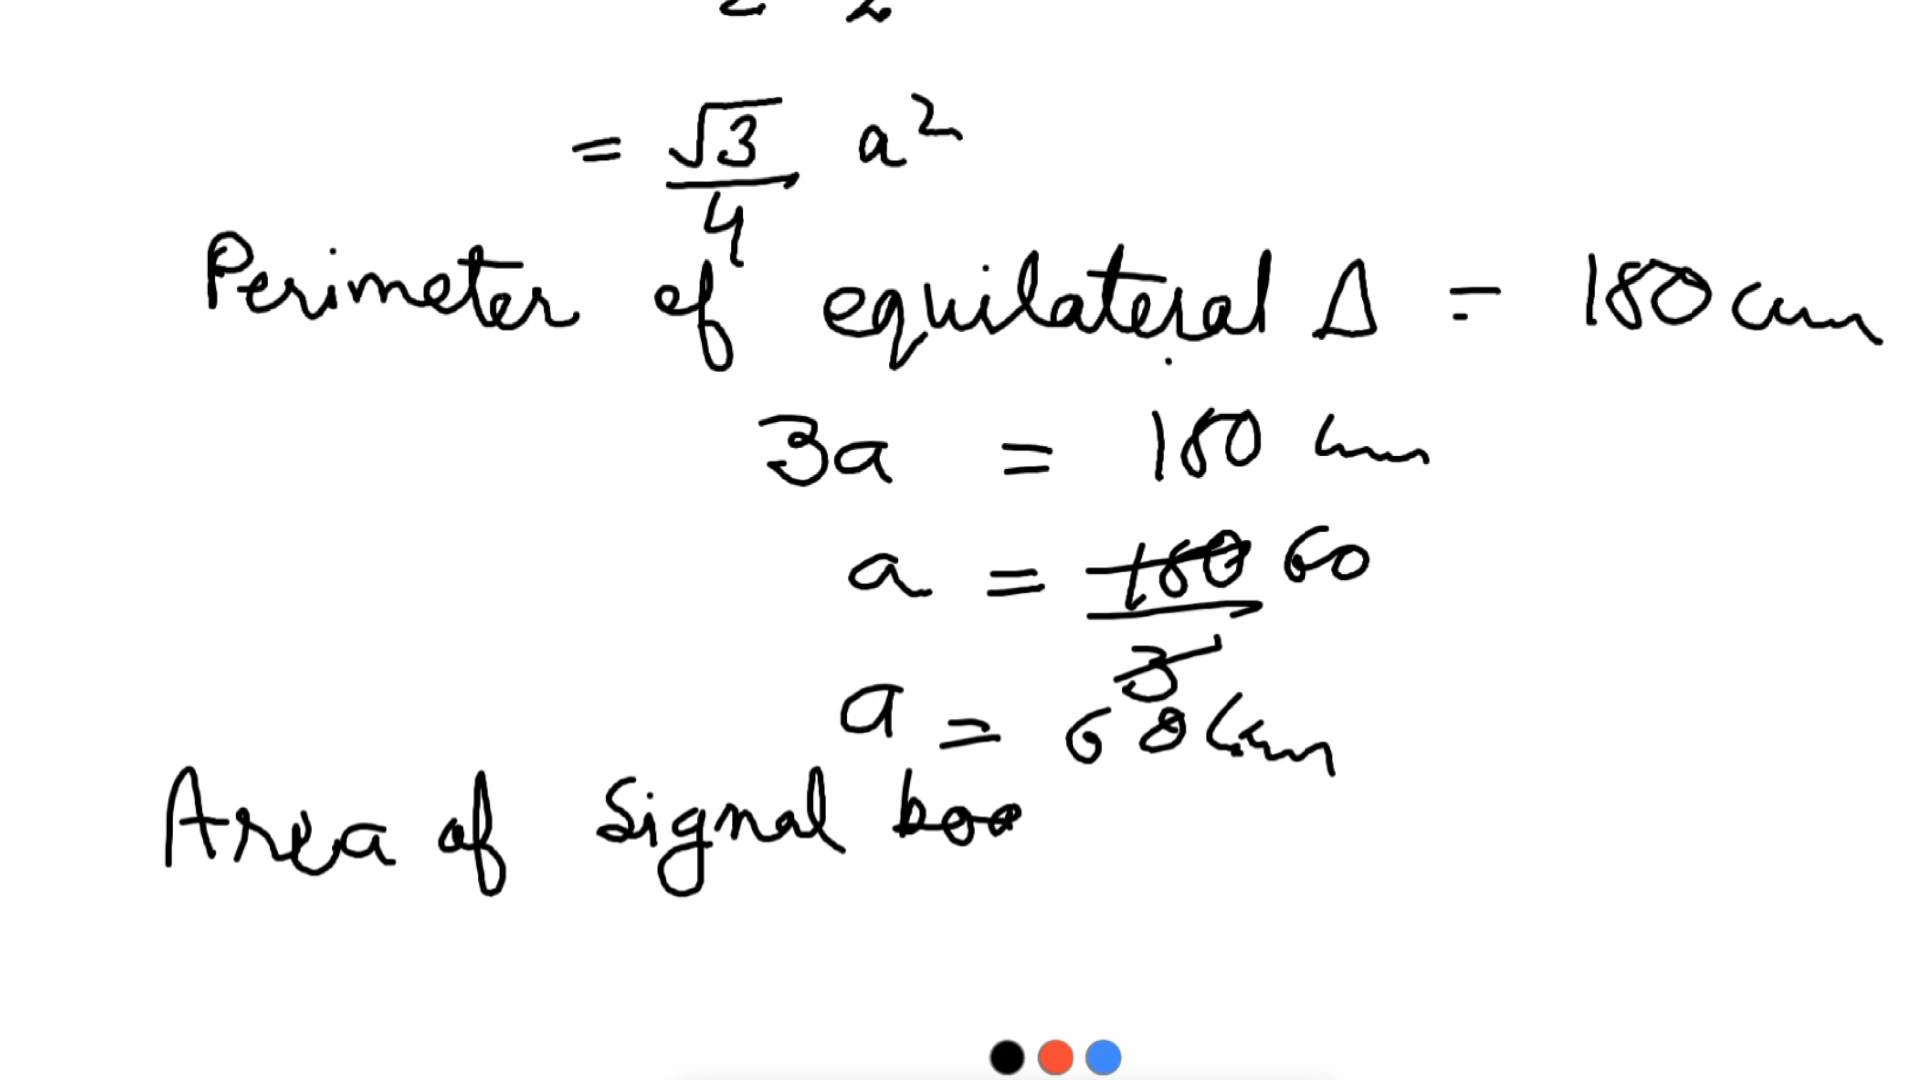 = √3/4 a²
Perimeter of equilateral Δ = 180 cm
3a = 180 cm
a = 180/3 60
a = 60 cm
Area of Signal boa